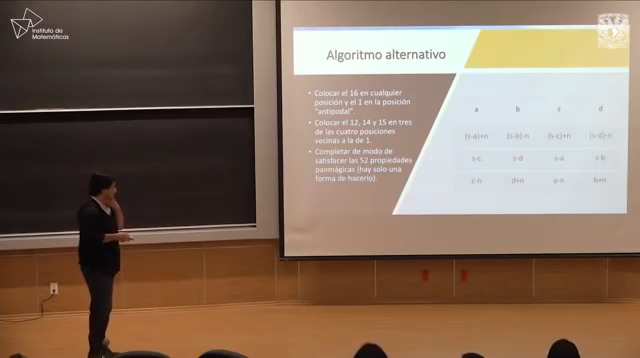 Instituto de
Matemáticas
Algoritmo alternativo
• Colocar el 16 en cualquier
posición y el 1 en la posición
"antipodal".
• Colocar el 12, 14 y 15 en tres
de las cuatro posiciones
vecinas a la de 1.
• Completar de modo de
satisfacer las 52 propiedades
panmágicas (hay solo una
forma de hacerlo).
a b c d
(s-a)+n (s-b)-n (s-c)+n (s-d)-n
s-c s-d s-a s-b
c-n d+n a-n b+n